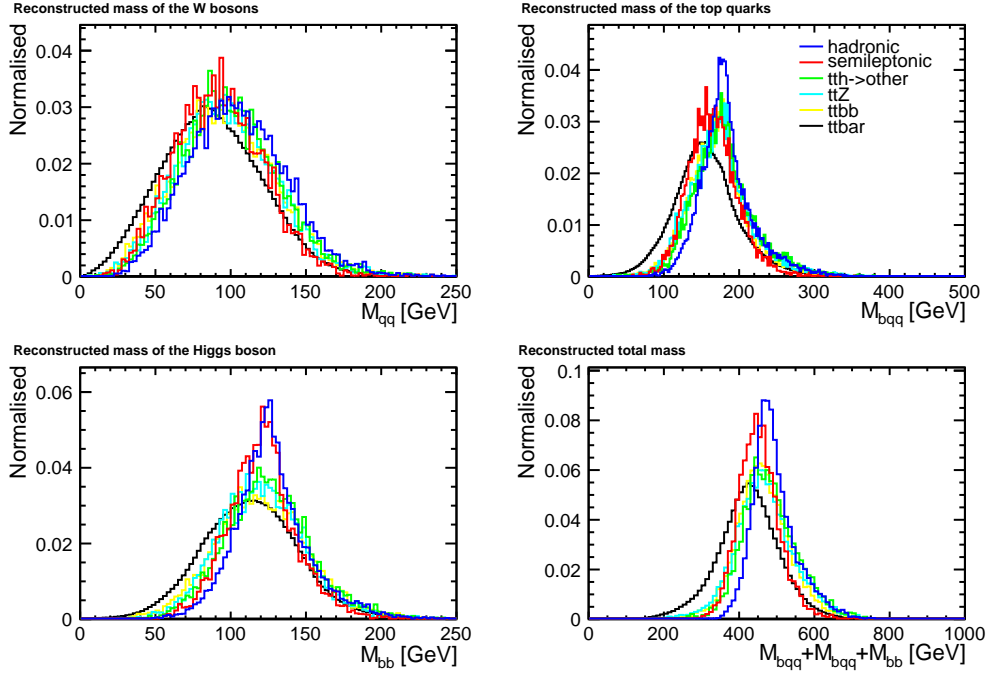 Reconstructed mass of the W bosons
Normalised
0.04
0.03
0.02
0.01
0
0 50 100 150 200 250
M_qq [GeV]
Reconstructed mass of the top quarks
Normalised
0.04
0.02
0
hadronic
semileptonic
tth->other
ttZ
ttbb
ttbar
0 100 200 300 400 500
M_bqq [GeV]
Reconstructed mass of the Higgs boson
Normalised
0.06
0.04
0.02
0
0 50 100 150 200 250
M_bb [GeV]
Reconstructed total mass
Normalised
0.1
0.08
0.06
0.04
0.02
0
0 200 400 600 800 1000
M_bqq+M_bqq+M_bb [GeV]